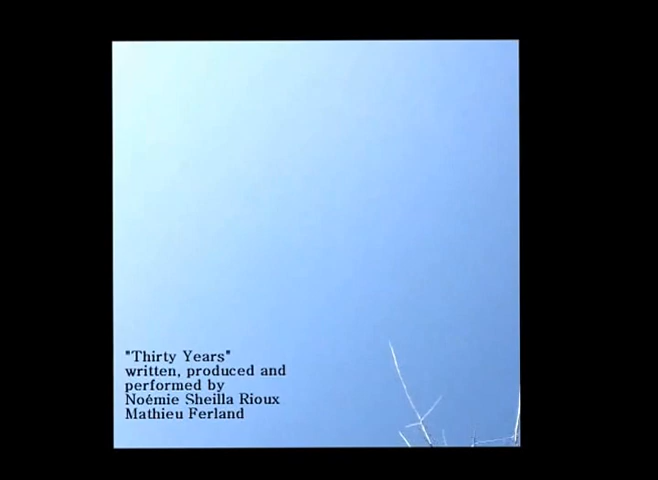 "Thirty Years"
written, produced and
performed by
Noémie Sheilla Rioux
Mathieu Ferland